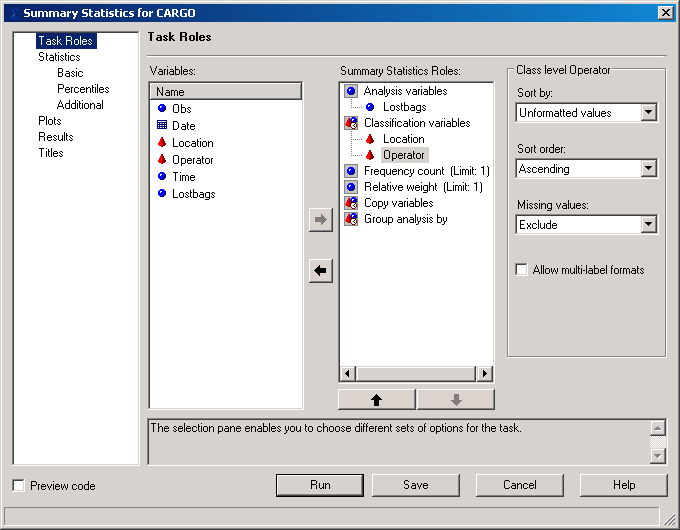 Summary Statistics for CARGO
Task Roles
Statistics
Basic
Percentiles
Additional
Plots
Results
Titles
Task Roles
Variables:
Name
Obs
Date
Location
Operator
Time
Lostbags
Summary Statistics Roles:
Analysis variables
Lostbags
Classification variables
Location
Operator
Frequency count (Limit: 1)
Relative weight (Limit: 1)
Copy variables
Group analysis by
Class level Operator
Sort by:
Unformatted values
Sort order:
Ascending
Missing values:
Exclude
Allow multi-label formats
The selection pane enables you to choose different sets of options for the task.
Preview code
Run
Save
Cancel
Help